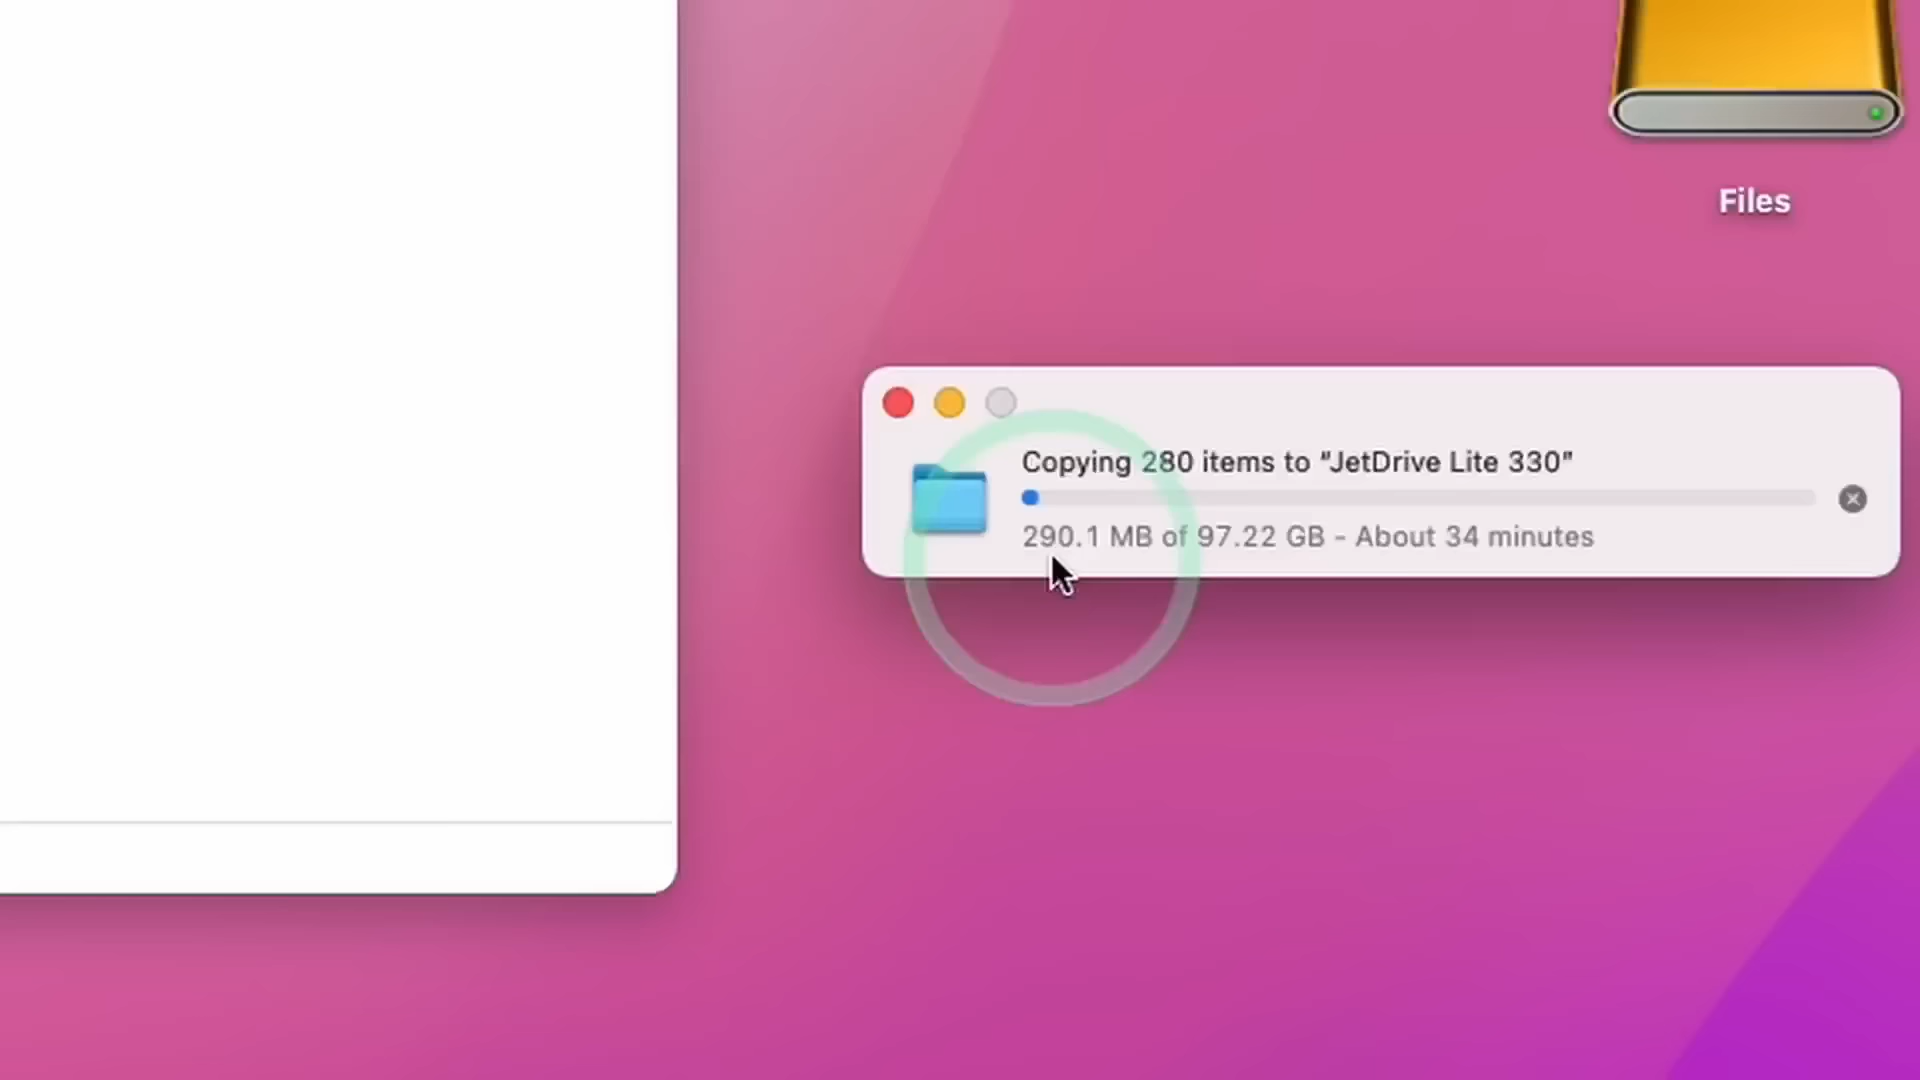 Files
Copying 280 items to “JetDrive Lite 330”
290.1 MB of 97.22 GB - About 34 minutes